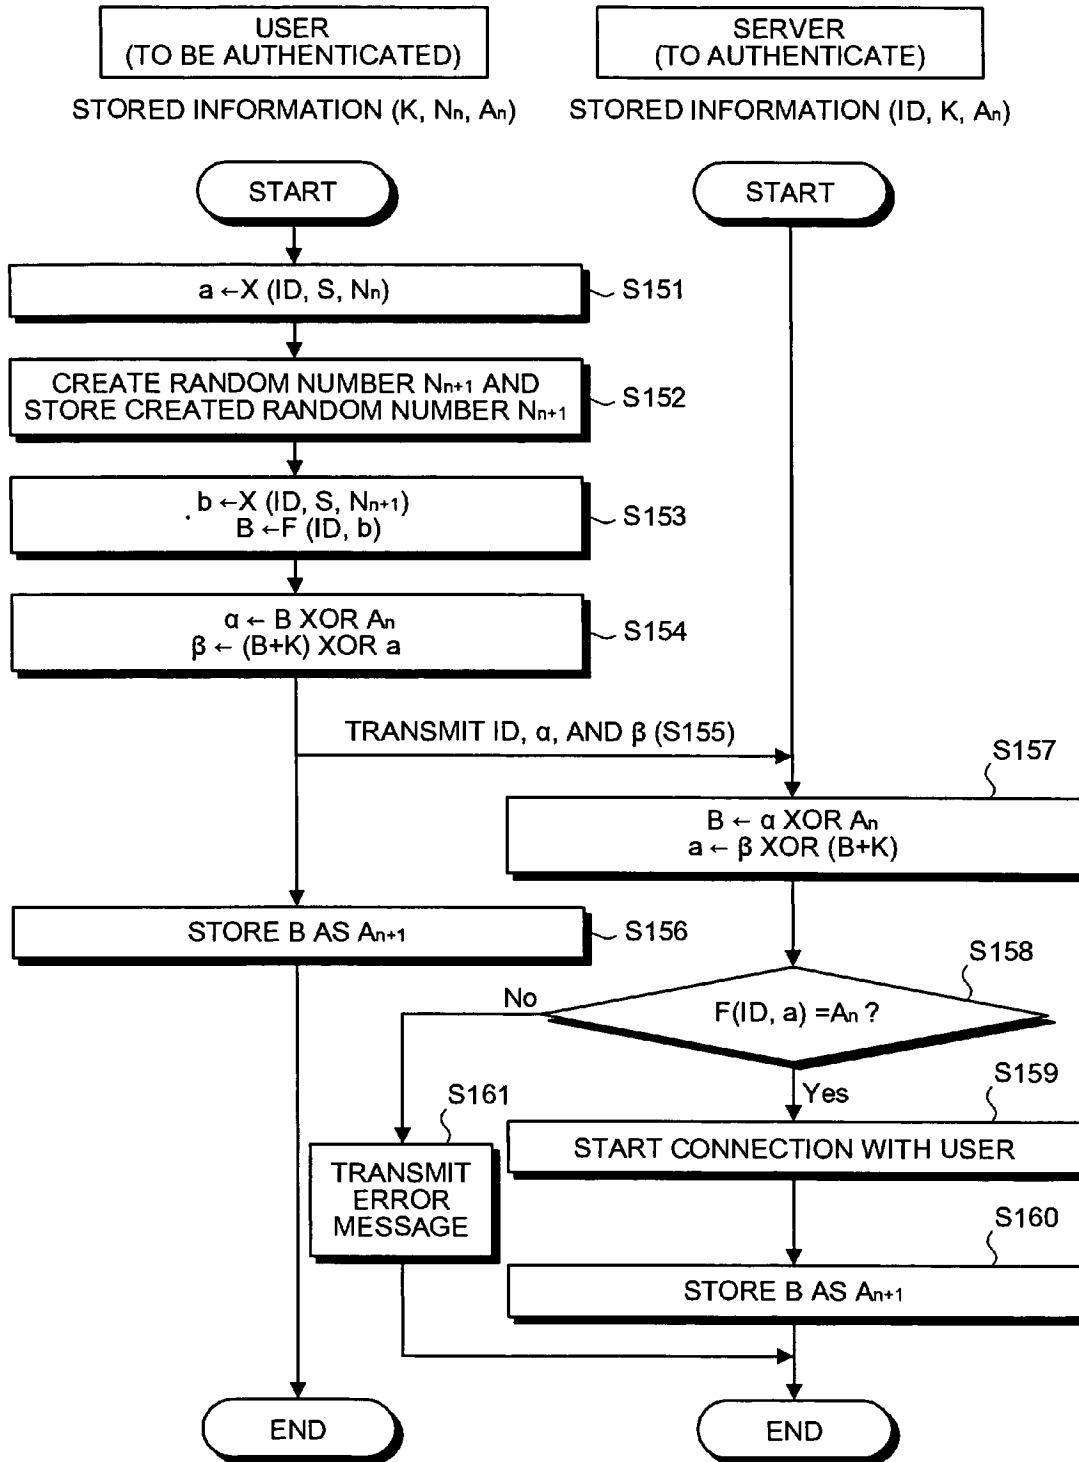 USER
(TO BE AUTHENTICATED)
SERVER
(TO AUTHENTICATE)
STORED INFORMATION (K, Nn, An)
STORED INFORMATION (ID, K, An)
START
START
a ←X (ID, S, Nn)
S151
CREATE RANDOM NUMBER Nn+1 AND
STORE CREATED RANDOM NUMBER Nn+1
S152
b ←X (ID, S, Nn+1)
B ←F (ID, b)
S153
α ← B XOR An
β ← (B+K) XOR a
S154
TRANSMIT ID, α, AND β (S155)
S157
B ← α XOR An
a ← β XOR (B+K)
STORE B AS An+1
S156
S158
No
F(ID, a) =An ?
Yes
S159
S161
START CONNECTION WITH USER
TRANSMIT
ERROR
MESSAGE
S160
STORE B AS An+1
END
END